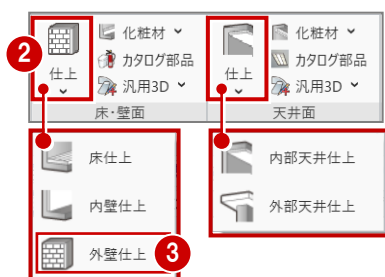 2
仕上
化粧材
カタログ部品
汎用3D
床・壁面
仕上
化粧材
カタログ部品
汎用3D
天井面
床仕上
内壁仕上
外壁仕上
3
内部天井仕上
外部天井仕上